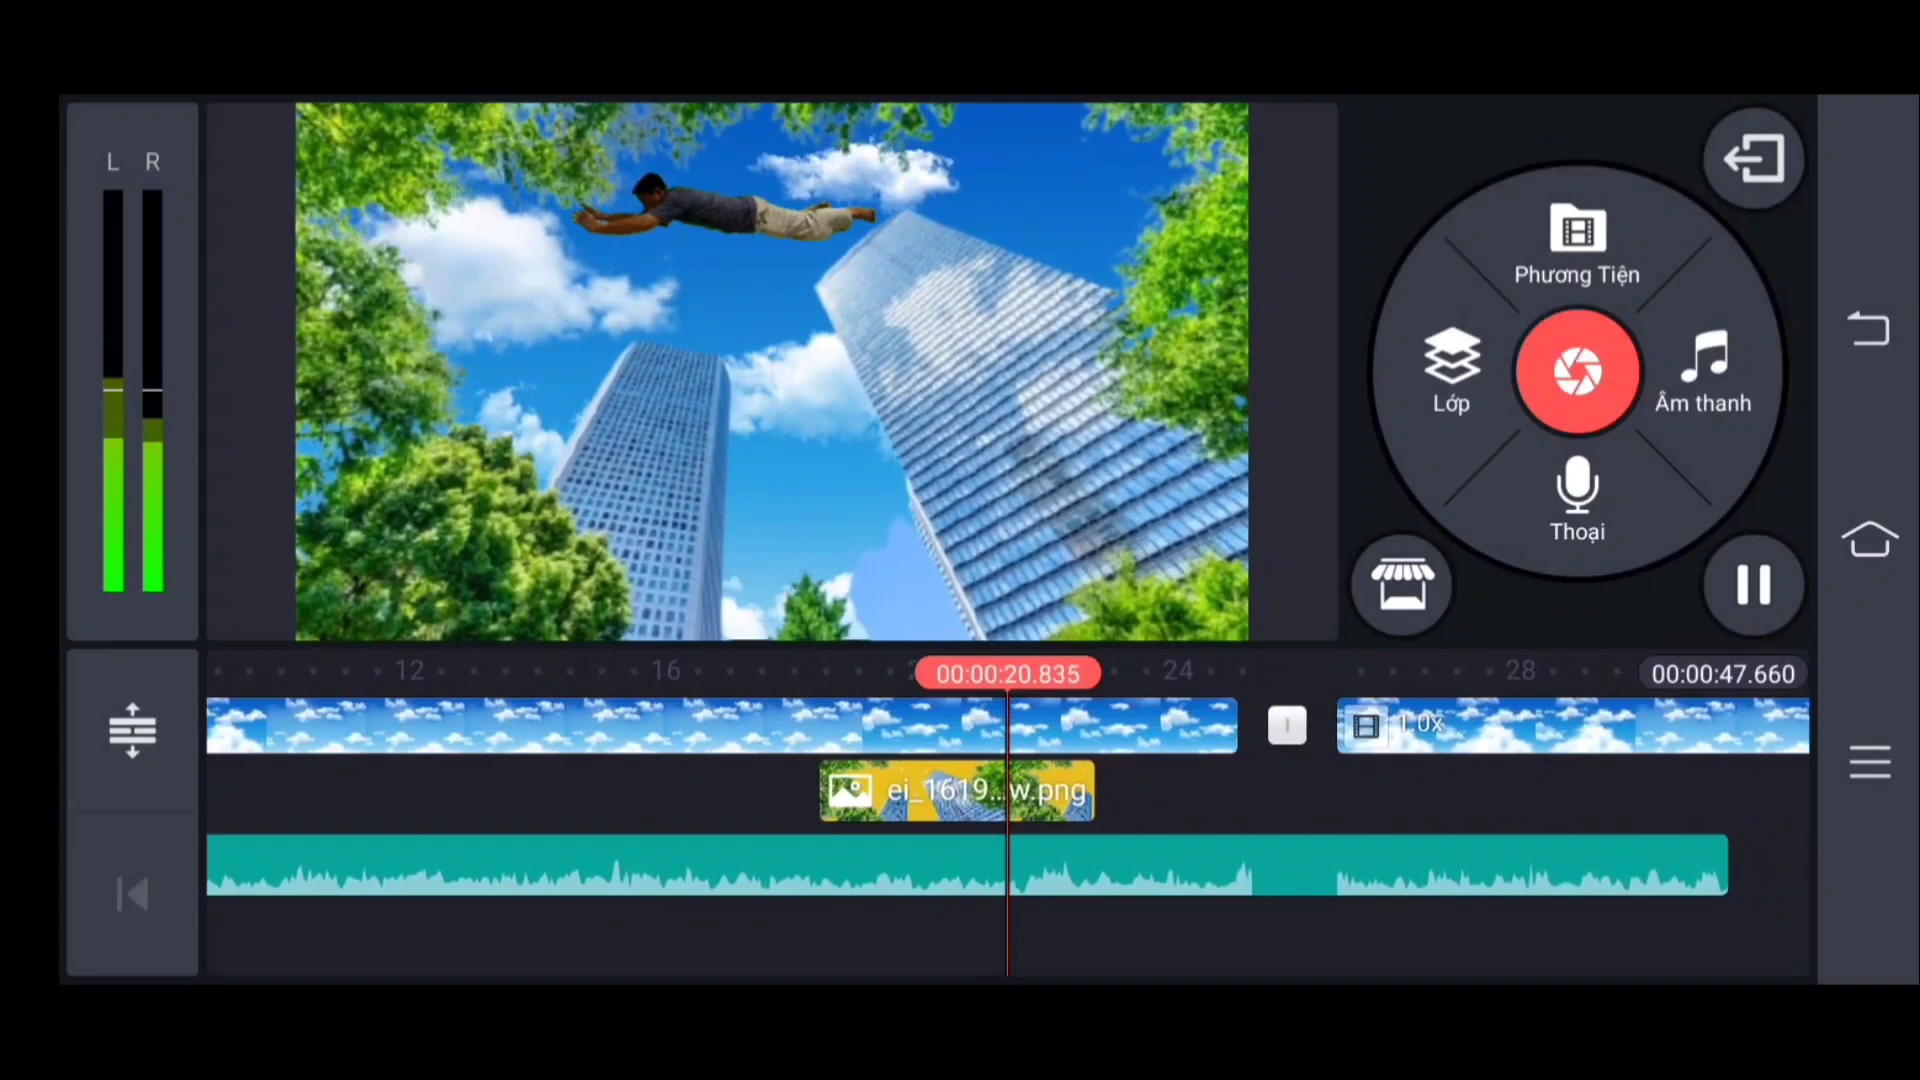 L R
Phương Tiện
Lớp
Âm thanh
Thoại
12
16
00:00:20.835
24
28
00:00:47.660
1.0x
ei_1619...w.png